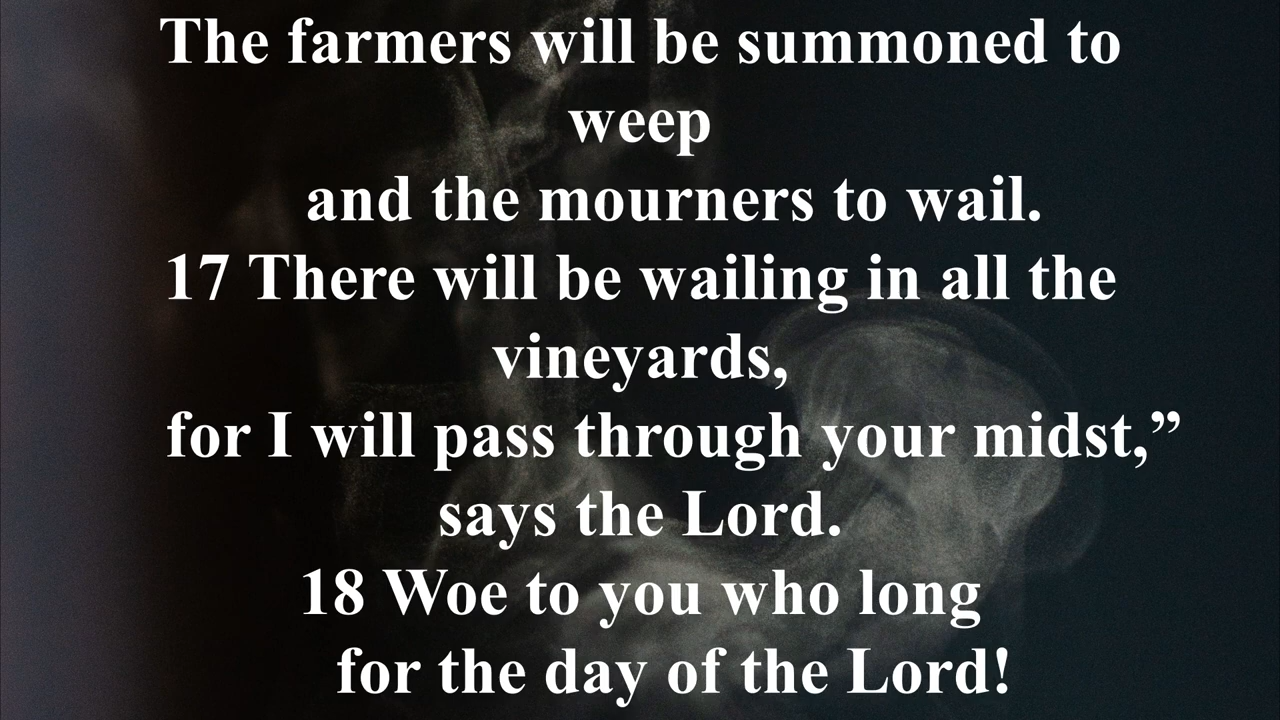 The farmers will be summoned to
weep
and the mourners to wail.
17 There will be wailing in all the
vineyards,
for I will pass through your midst,”
says the Lord.
18 Woe to you who long
for the day of the Lord!